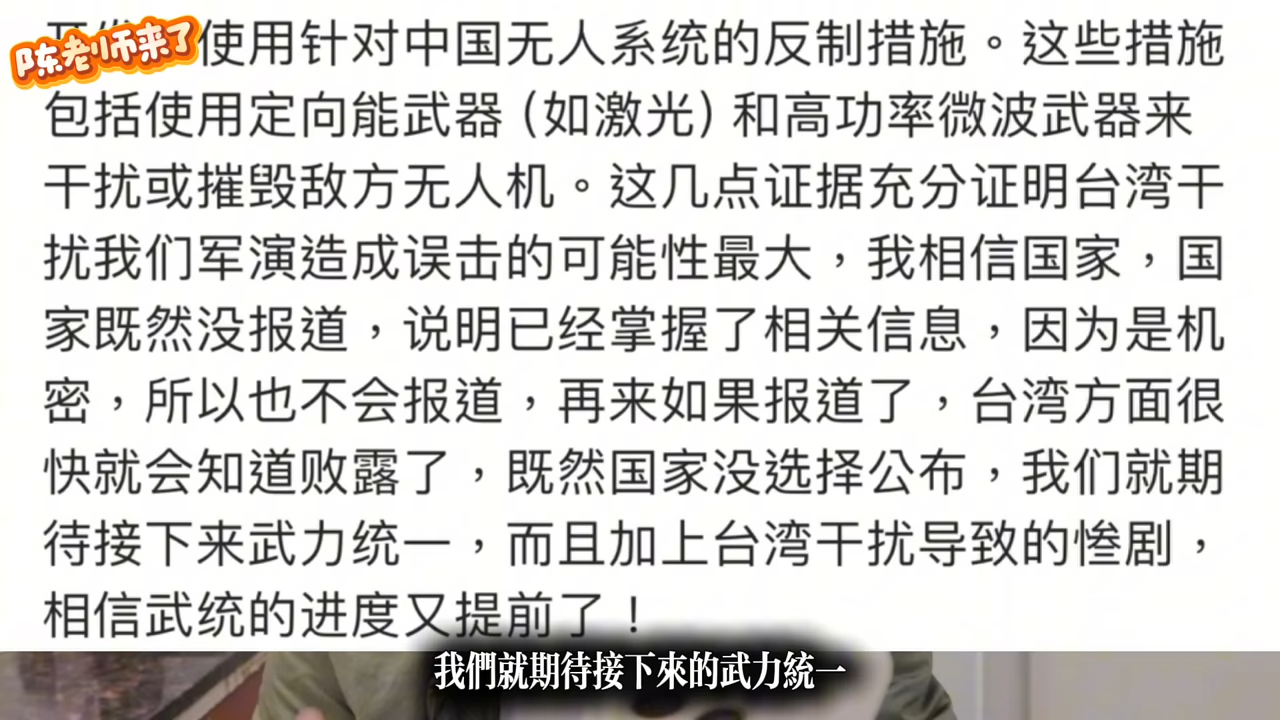 陈老师来了
使用针对中国无人系统的反制措施。这些措施
包括使用定向能武器（如激光）和高功率微波武器来
干扰或摧毁敌方无人机。这几点证据充分证明台湾干
扰我们军演造成误击的可能性最大，我相信国家，国
家既然没报道，说明已经掌握了相关信息，因为是机
密，所以也不会报道，再来如果报道了，台湾方面很
快就会知道败露了，既然国家没选择公布，我们就期
待接下来武力统一，而且加上台湾干扰导致的惨剧，
相信武统的进度又提前了！
我們就期待接下來的武力統一